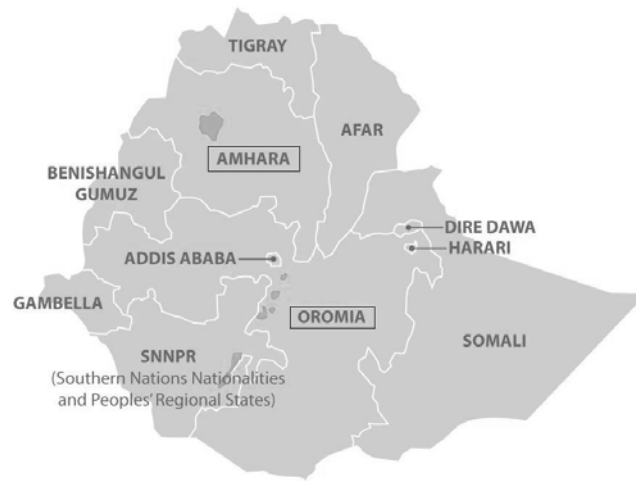 TIGRAY
AFAR
AMHARA
BENISHANGUL
GUMUZ
DIRE DAWA
HARARI
ADDIS ABABA
GAMBELLA
OROMIA
SOMALI
SNNPR
(Southern Nations Nationalities
and Peoples' Regional States)